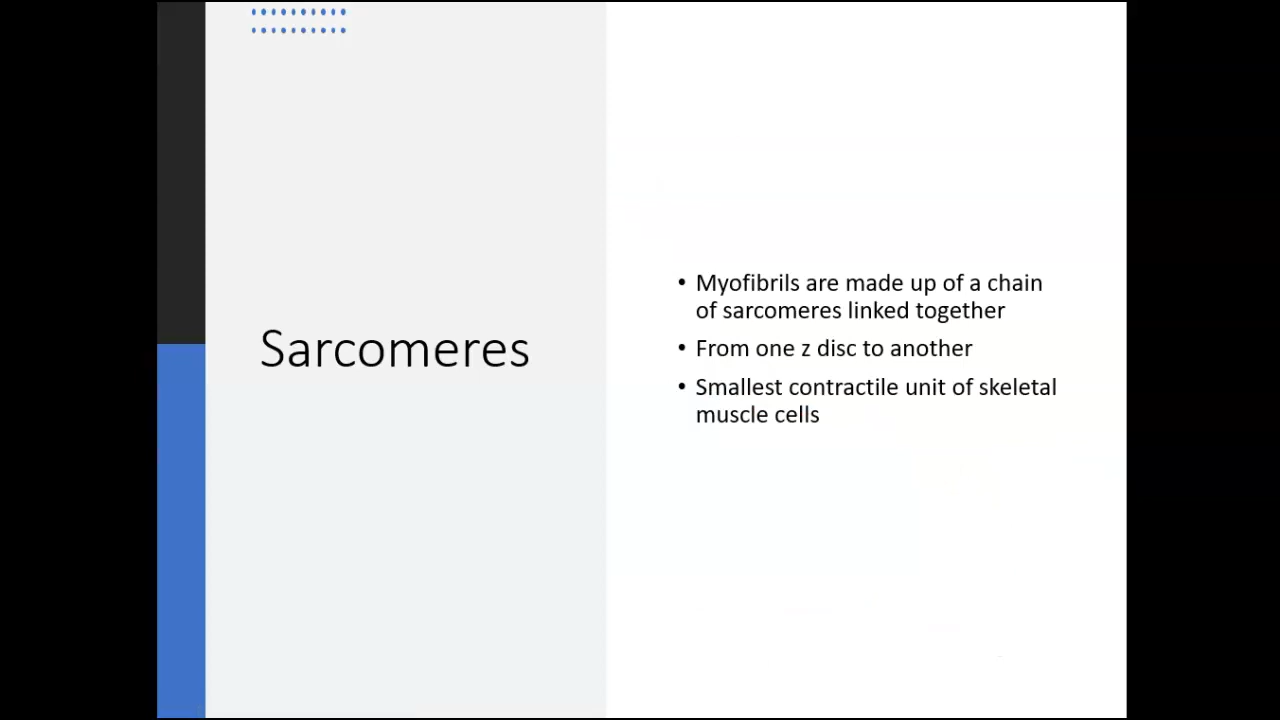 Sarcomeres
• Myofibrils are made up of a chain
of sarcomeres linked together
• From one z disc to another
• Smallest contractile unit of skeletal
muscle cells